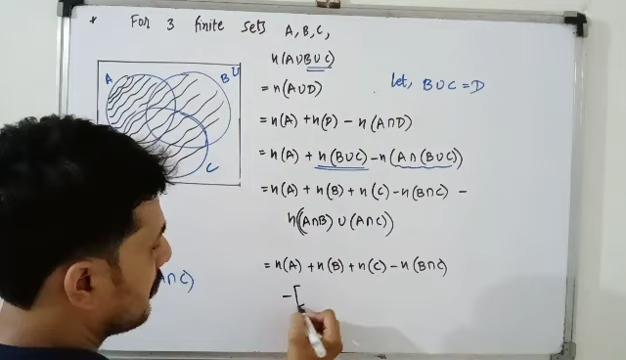 * For 3 finite sets A, B, C,
n(A∪B∪C)
= n(A∪D) let, B∪C = D
= n(A) + n(D) - n(A∩D)
= n(A) + n(B∪C) - n(A∩(B∪C))
= n(A) + n(B) + n(C) - n(B∩C) -
n((A∩B) ∪ (A∩C))
= n(A) + n(B) + n(C) - n(B∩C)
- [
A
B
U
C
∩C)